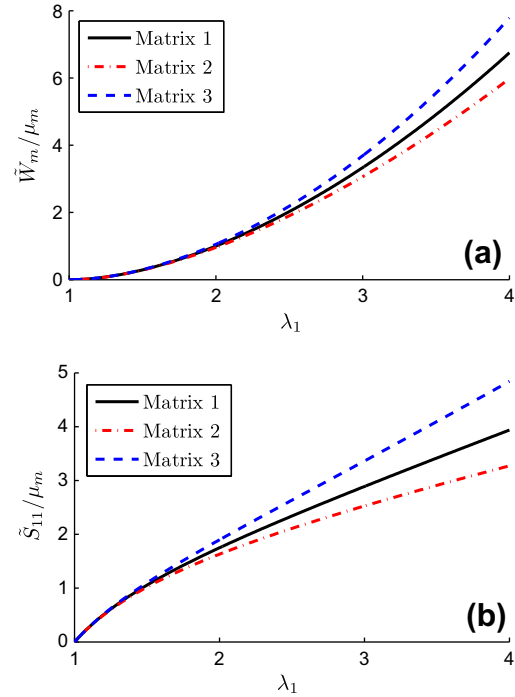 8
6
4
2
0
W̃ₘ/μₘ
Matrix 1
Matrix 2
Matrix 3
(a)
1 2 3 4
λ₁
5
4
3
2
1
0
S̃₁₁/μₘ
Matrix 1
Matrix 2
Matrix 3
(b)
1 2 3 4
λ₁